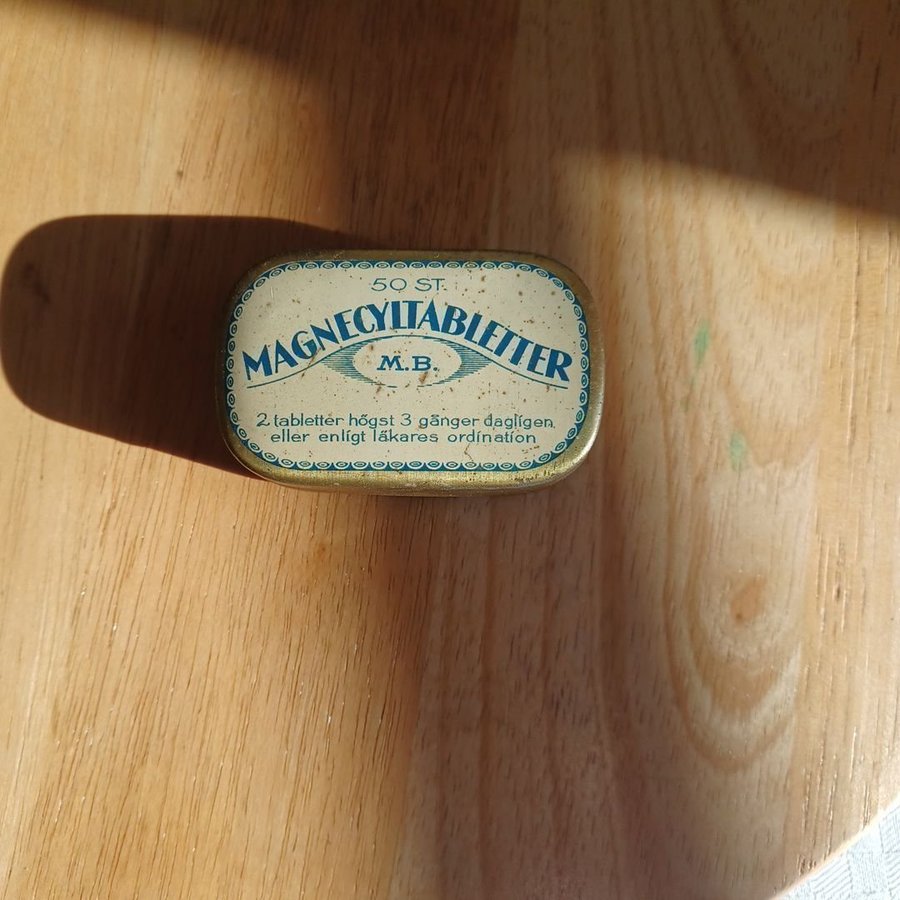 50 ST.
MAGNECYLTABLETTER
M.B.
2 tabletter högst 3 gånger dagligen,
eller enligt läkares ordination